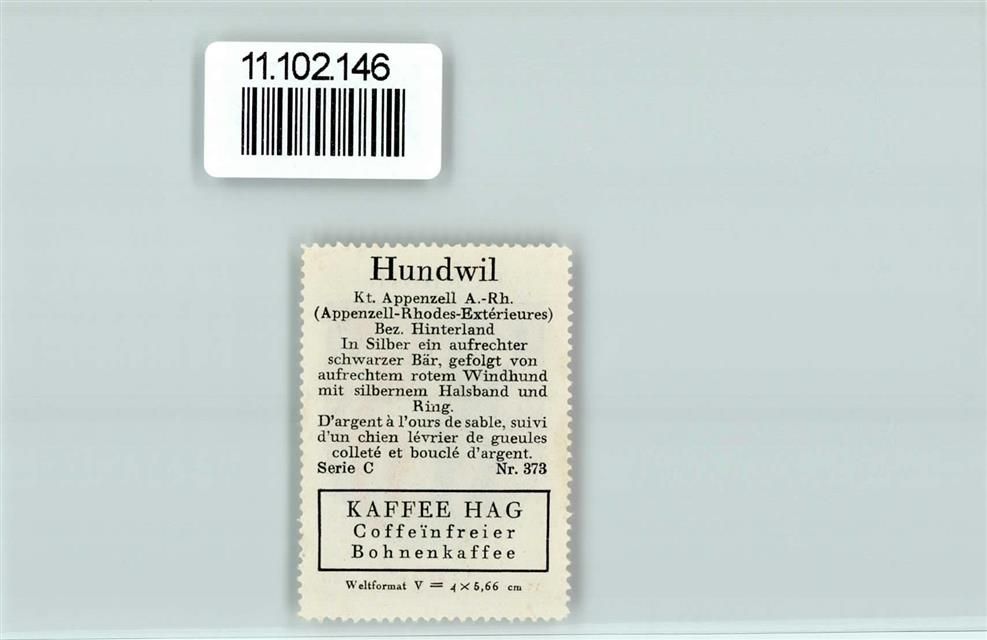 11.102.146
Hundwil
Kt. Appenzell A.-Rh.
(Appenzell-Rhodes-Extérieures)
Bez. Hinterland
In Silber ein aufrechter
schwarzer Bär, gefolgt von
aufrechtem rotem Windhund
mit silbernem Halsband und
Ring.
D'argent à l'ours de sable, suivi
d'un chien lévrier de gueules
colleté et bouclé d'argent.
Serie C Nr. 373
KAFFEE HAG
Coffeïnfreier
Bohnenkaffee
Weltformat V = 4 × 5,66 cm